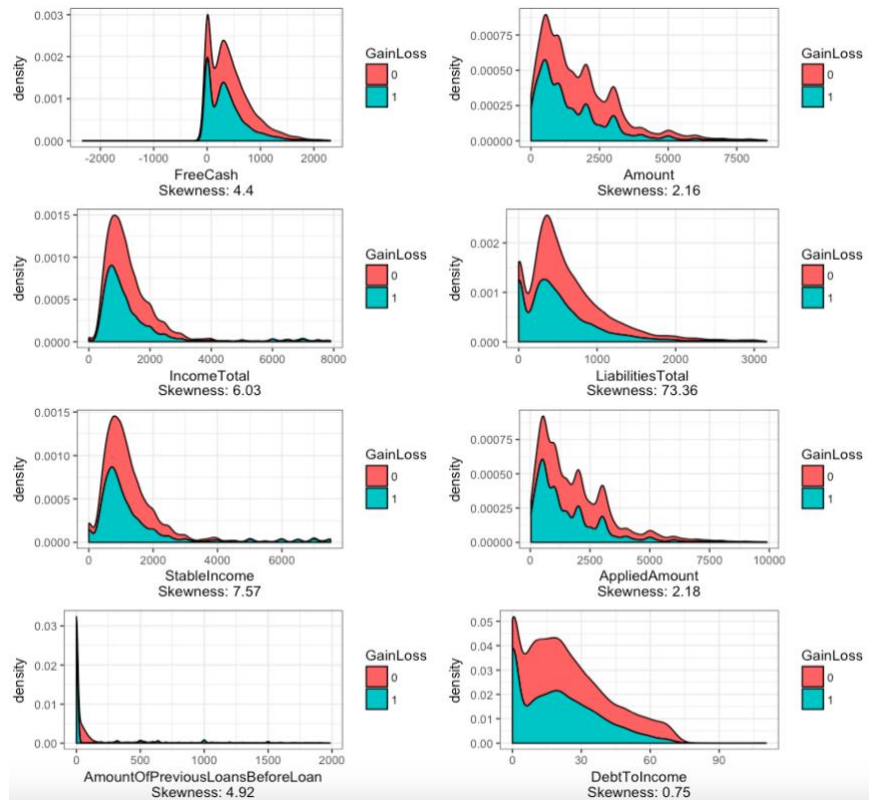 density
0.003
0.002
0.001
0.000
-2000 -1000 0 1000 2000
FreeCash
Skewness: 4.4
GainLoss
0
1
density
0.00075
0.00050
0.00025
0.00000
0 2500 5000 7500
Amount
Skewness: 2.16
GainLoss
0
1
density
0.0015
0.0010
0.0005
0.0000
0 2000 4000 6000 8000
IncomeTotal
Skewness: 6.03
GainLoss
0
1
density
0.002
0.001
0.000
0 1000 2000 3000
LiabilitiesTotal
Skewness: 73.36
GainLoss
0
1
density
0.0015
0.0010
0.0005
0.0000
0 2000 4000 6000
StableIncome
Skewness: 7.57
GainLoss
0
1
density
0.00075
0.00050
0.00025
0.00000
0 2500 5000 7500 10000
AppliedAmount
Skewness: 2.18
GainLoss
0
1
density
0.03
0.02
0.01
0.00
0 500 1000 1500 2000
AmountOfPreviousLoansBeforeLoan
Skewness: 4.92
GainLoss
0
1
density
0.05
0.04
0.03
0.02
0.01
0.00
0 30 60 90
DebtToIncome
Skewness: 0.75
GainLoss
0
1